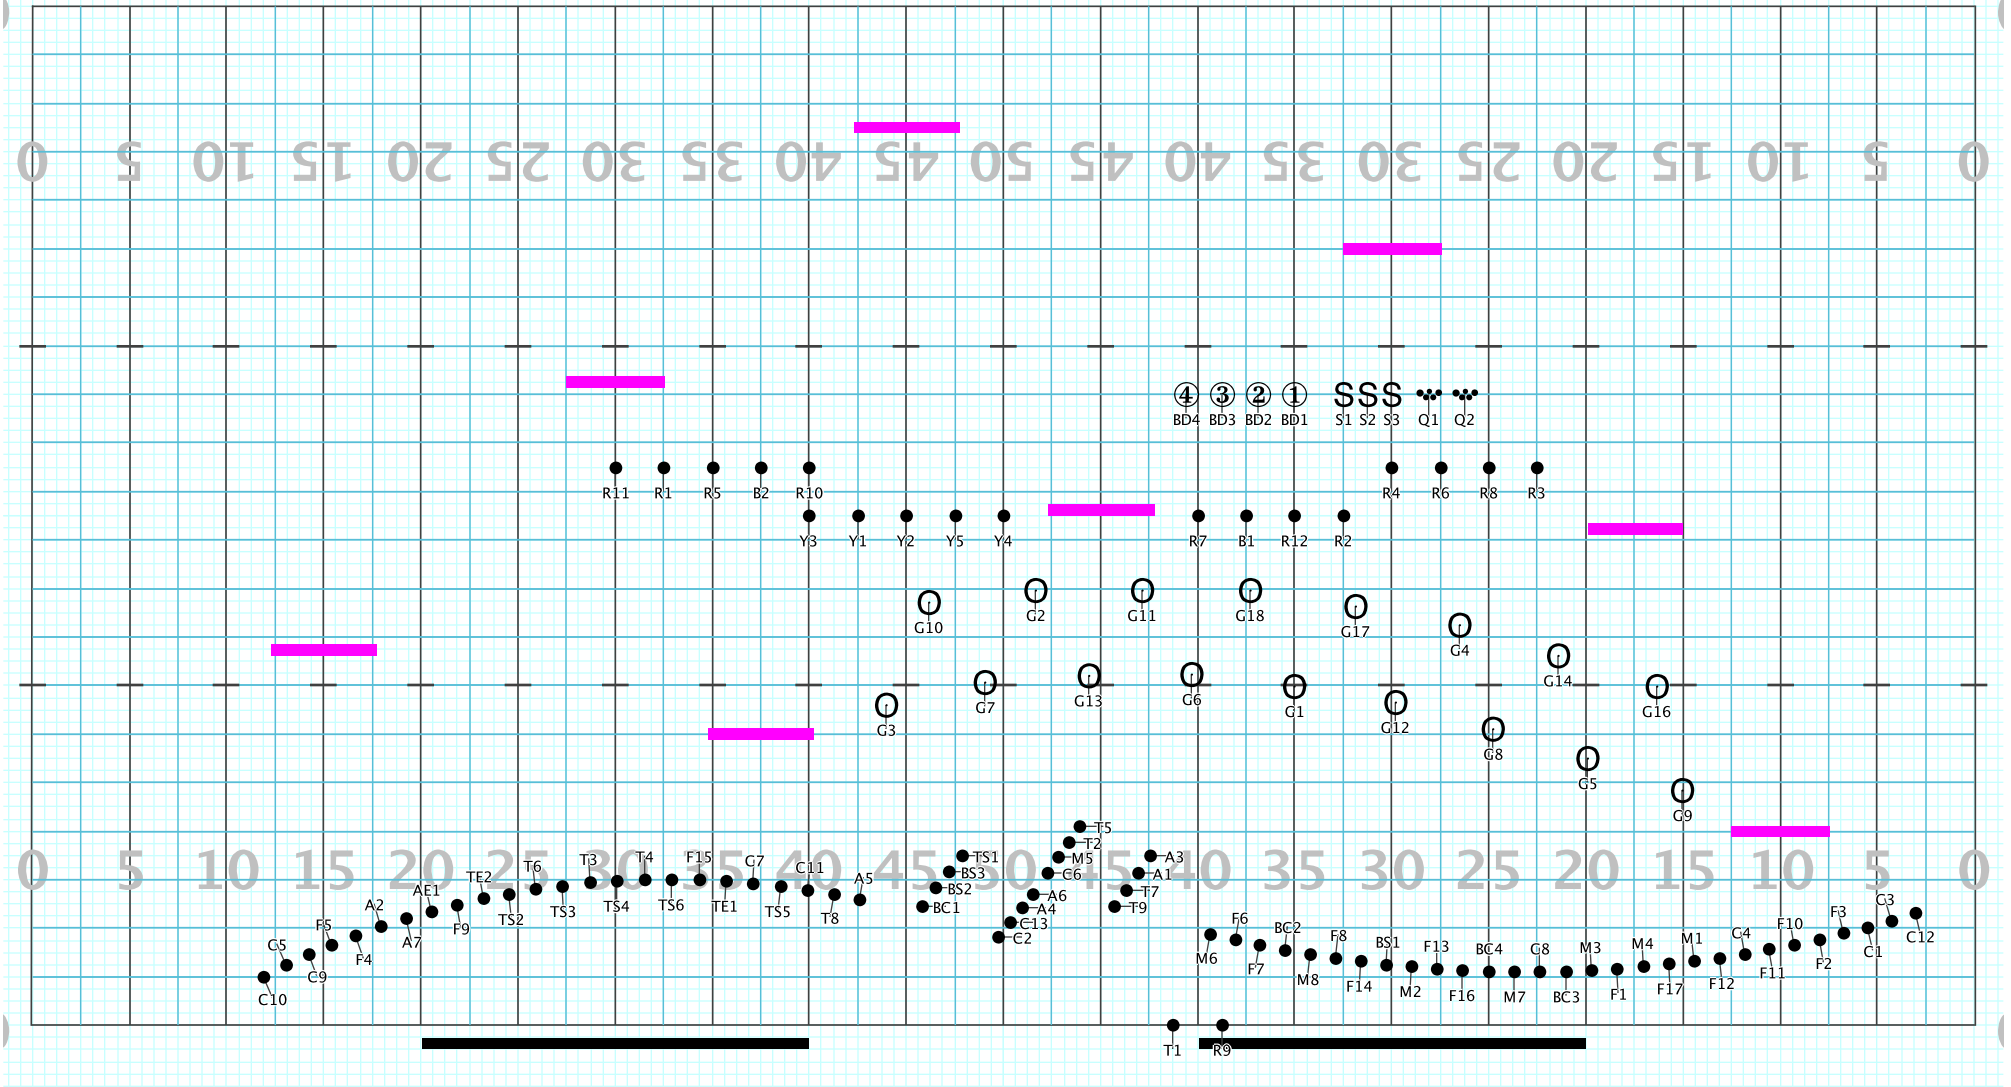 0 5 10 15 20 25 30 35 40 45 50 45 40 35 30 25 20 15 10 5 0
4 3 2 1 S S S
BD4 BD3 BD2 BD1 S1 S2 S3 Q1 Q2
R11 R1 R5 B2 R10 R4 R6 R8 R3
Y3 Y1 Y2 Y5 Y4 R7 B1 R12 R2
G10 G2 G11 G18 G17 G4 G14 G16
G3 G7 G13 G6 G1 G12 G8 G5 G9
0 5 10 15 20 25 30 35 40 45 50 45 40 35 30 25 20 15 10 5 0
C10 C5 C9 F5 F4 A2 A7 AE1 F9 TE2 TS2 T6 TS3 T3 TS4 T4 TS6 F15 TE1 TS5 C11 T8 A5
TS1
BS3
BS2
BC1
T5
T2
M5
C6
A6
A4
C13
C2
A3
A1
T7
T9
M6 F6 F7 BC2 M8 F8 F14 BS1 M2 F13 F16 BC4 M7 BC3 M3 F1 M4 F17 M1 F12 F11 F10 F2 F3 C1 C3 C12
T1 R9